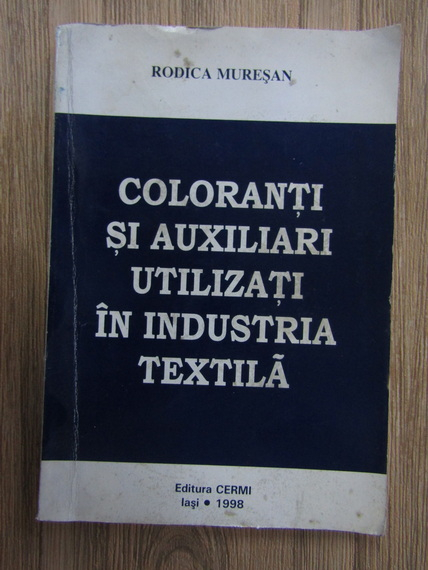 RODICA MUREŞAN
COLORANŢI
ŞI AUXILIARI
UTILIZAŢI
ÎN INDUSTRIA
TEXTILĂ
Editura CERMI
Iaşi • 1998